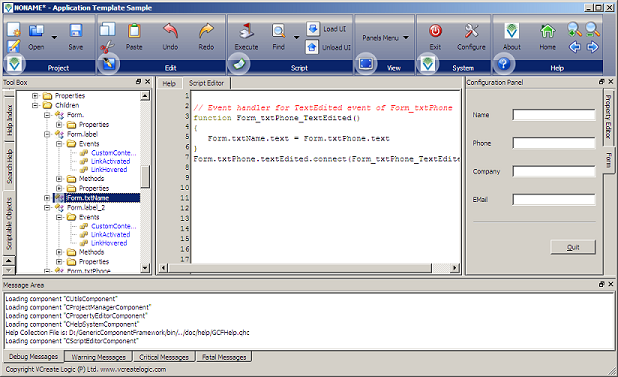 NONAME* - Application Template Sample
Open
Save
Project
Paste
Undo
Redo
Edit
Execute
Find
Load UI
Unload UI
Script
Panels Menu
View
Exit
Configure
System
About
Home
Help
Tool Box
Help Index
Search Help
Scriptable Objects
Properties
Children
Form.
Properties
Form.label
Events
CustomConte...
LinkActivated
LinkHovered
Methods
Properties
Form.txtName
Form.label_2
Events
CustomConte...
LinkActivated
LinkHovered
Methods
Properties
Form.txtPhone
Help
Script Editor
1
2 // Event handler for TextEdited event of Form_txtPhone
3 function Form_txtPhone_TextEdited()
4 {
5 Form.txtName.text = Form.txtPhone.text
6 }
7 Form.txtPhone.textEdited.connect(Form_txtPhone_TextEdite
8
9
10
11
12
13
14
15
16
17
Configuration Panel
Name
Phone
Company
EMail
Quit
Property Editor
Form
Message Area
Loading component "CUtileComponent"
Loading component "CProjectManagerComponent"
Loading component "CPropertyEditorComponent"
Loading component "CHelpSystemComponent"
Help Collection File is: D:/GenericComponentFramework/bin/../doc/help/GCFHelp.qhc
Loading component "CScriptEditorComponent"
Debug Messages
Warning Messages
Critical Messages
Fatal Messages
Copyright VCreate Logic (P) Ltd. www.vcreatelogic.com